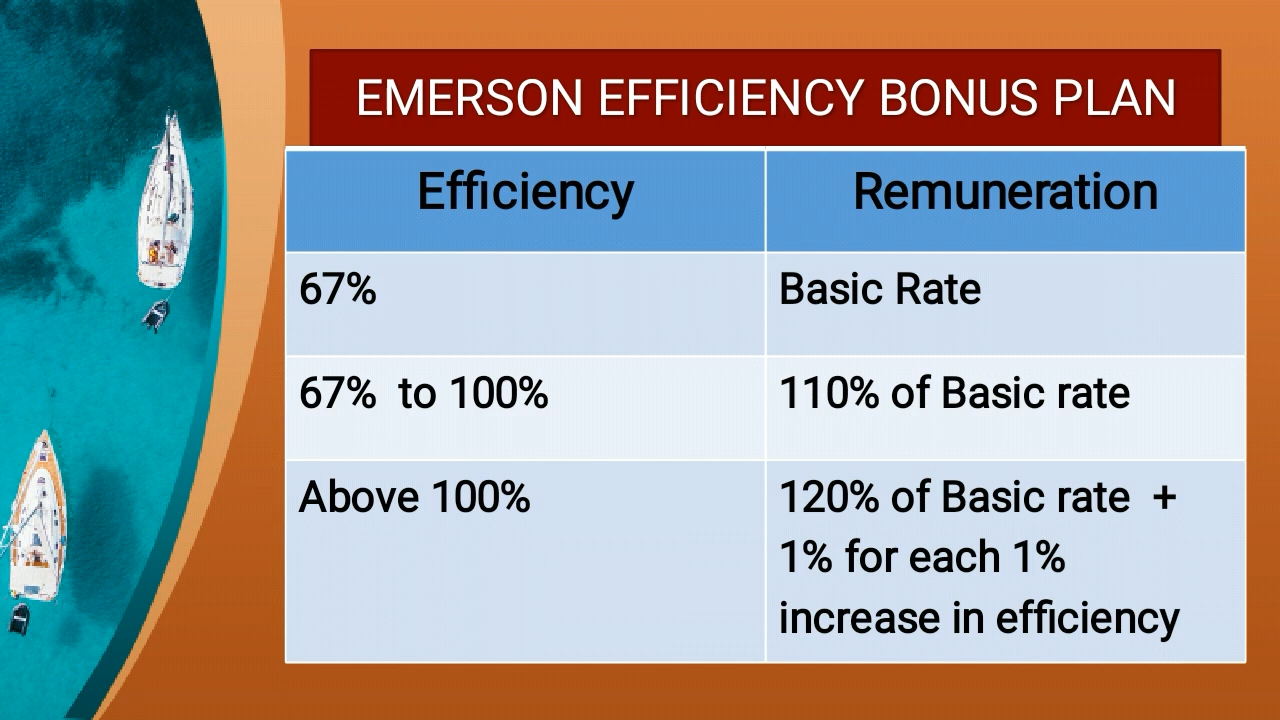 EMERSON EFFICIENCY BONUS PLAN
Efficiency
Remuneration
67%
Basic Rate
67% to 100%
110% of Basic rate
Above 100%
120% of Basic rate +
1% for each 1%
increase in efficiency